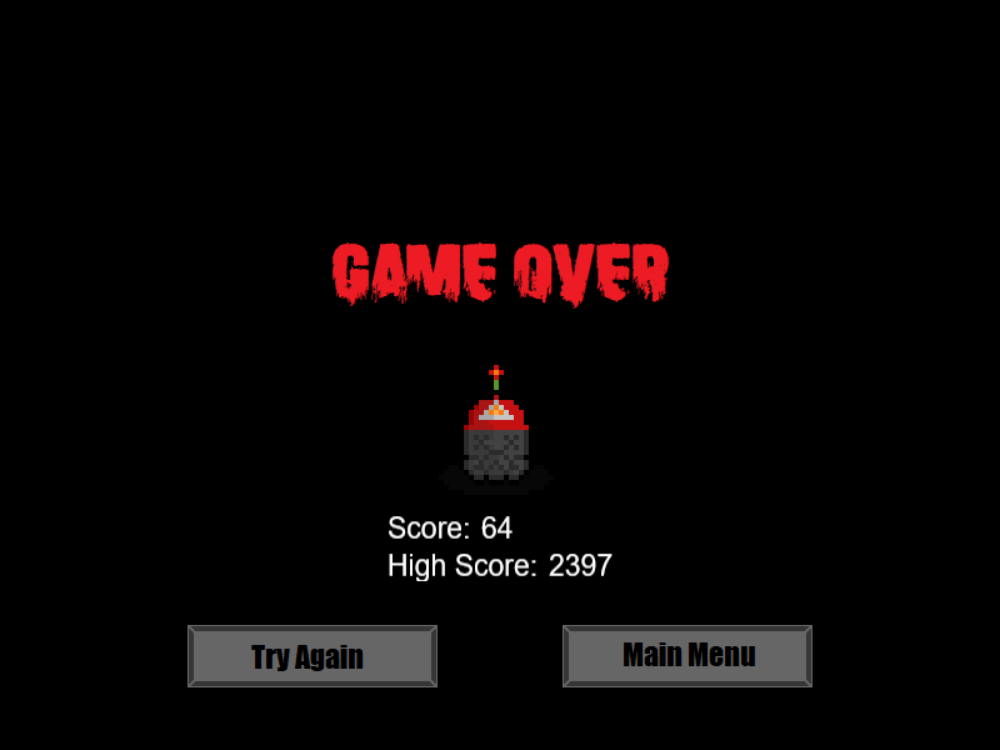 GAME OVER
Score: 64
High Score: 2397
Try Again
Main Menu